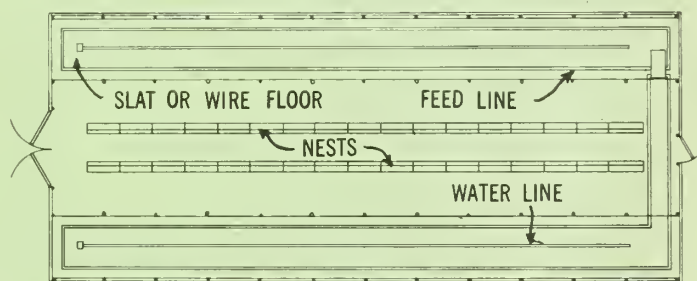 SLAT OR WIRE FLOOR
FEED LINE
NESTS
WATER LINE